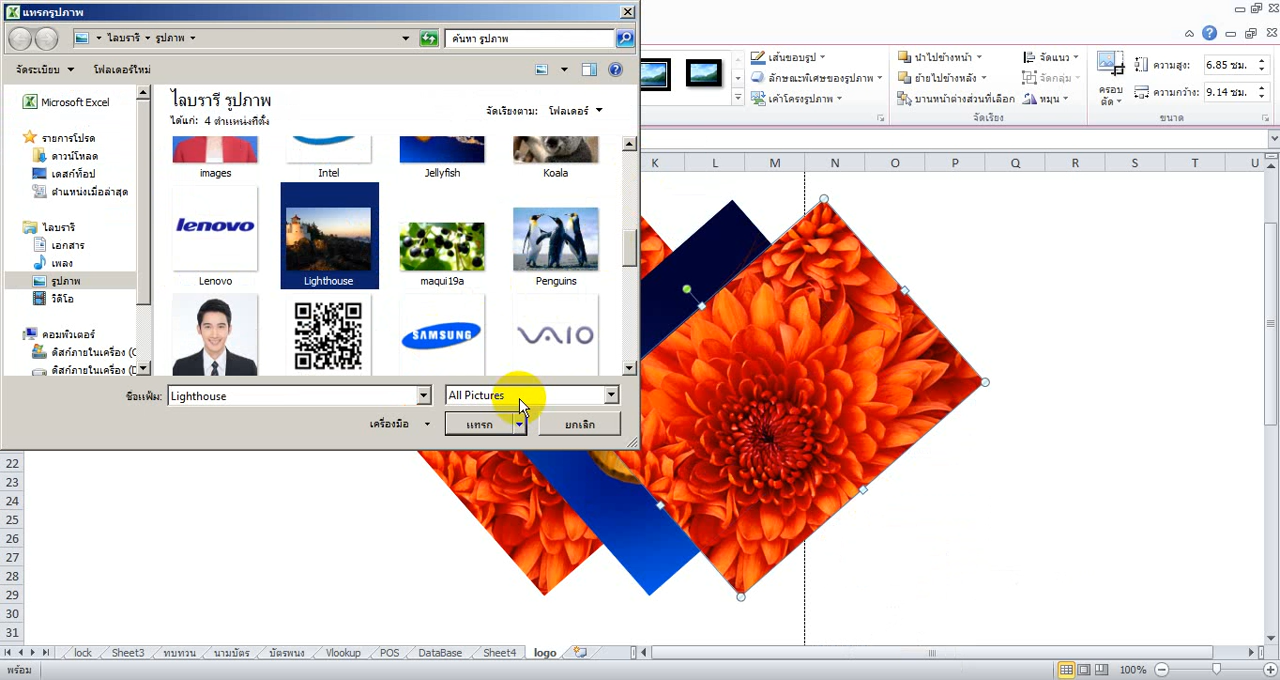 แทรกรูปภาพ
ไลบรารี
รูปภาพ
ค้นหา รูปภาพ
จัดระเบียบ
โฟลเดอร์ใหม่
Microsoft Excel
รายการโปรด
ดาวน์โหลด
เดสก์ท็อป
ตำแหน่งเมื่อล่าสุด
ไลบรารี
เอกสาร
เพลง
รูปภาพ
วิดีโอ
คอมพิวเตอร์
ดิสก์ภายในเครื่อง (C
ดิสก์ภายในเครื่อง (D
ไลบรารี รูปภาพ
ได้แก่: 4 ตำแหน่งที่ตั้ง
จัดเรียงตาม: โฟลเดอร์
images
Intel
Jellyfish
Koala
lenovo
Lenovo
Lighthouse
maqui19a
Penguins
SAMSUNG
VAIO
ชื่อแฟ้ม: Lighthouse
All Pictures
เครื่องมือ
แทรก
ยกเลิก
เส้นขอบรูป
ลักษณะพิเศษของรูปภาพ
เค้าโครงรูปภาพ
นำไปข้างหน้า
ย้ายไปข้างหลัง
บานหน้าต่างส่วนที่เลือก
จัดแนว
จัดกลุ่ม
หมุน
จัดเรียง
ครอบ
ตัด
ความสูง: 6.85 ซม.
ความกว้าง: 9.14 ซม.
ขนาด
K L M N O P Q R S T U
22
23
24
25
26
27
28
29
30
31
lock Sheet3 ทบทวน นามบัตร บัตรพนง Vlookup POS DataBase Sheet4 logo
พร้อม
100%